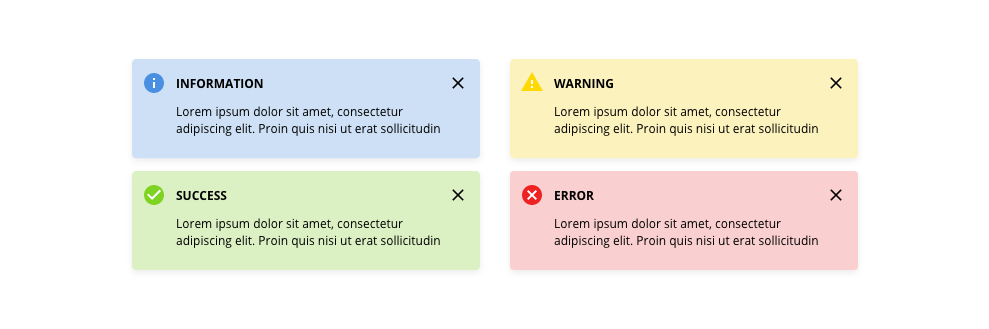 INFORMATION
Lorem ipsum dolor sit amet, consectetur
adipiscing elit. Proin quis nisi ut erat sollicitudin
WARNING
Lorem ipsum dolor sit amet, consectetur
adipiscing elit. Proin quis nisi ut erat sollicitudin
SUCCESS
Lorem ipsum dolor sit amet, consectetur
adipiscing elit. Proin quis nisi ut erat sollicitudin
ERROR
Lorem ipsum dolor sit amet, consectetur
adipiscing elit. Proin quis nisi ut erat sollicitudin